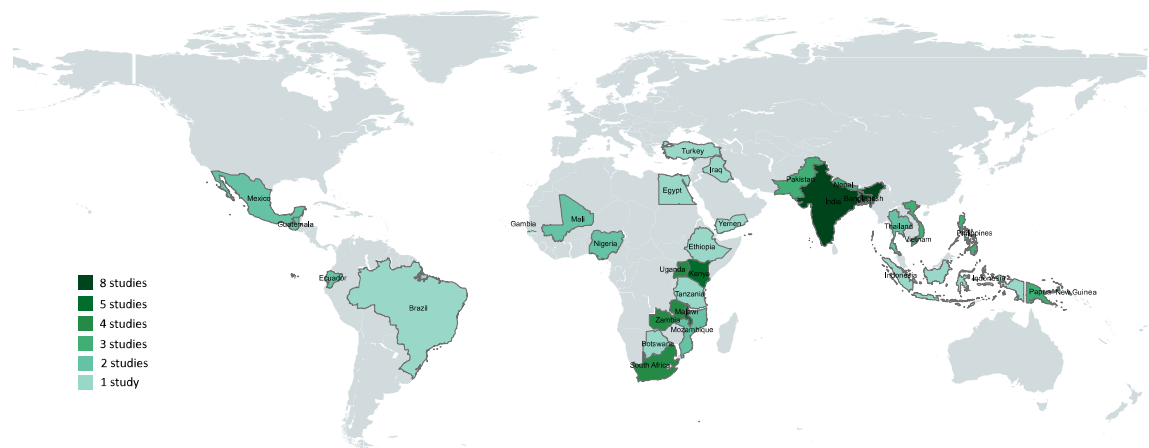 Turkey
Iraq
Pakistan
Nepal
Egypt
Mexico
India
Bangladesh
Mali
Gambia
Guatemala
Yemen
Thailand
Philippines
Vietnam
Nigeria
Ethiopia
Uganda
Kenya
Indonesia
Indonesia
Ecuador
Tanzania
Papua New Guinea
Brazil
Malawi
Zambia
Mozambique
Botswana
South Africa
8 studies
5 studies
4 studies
3 studies
2 studies
1 study